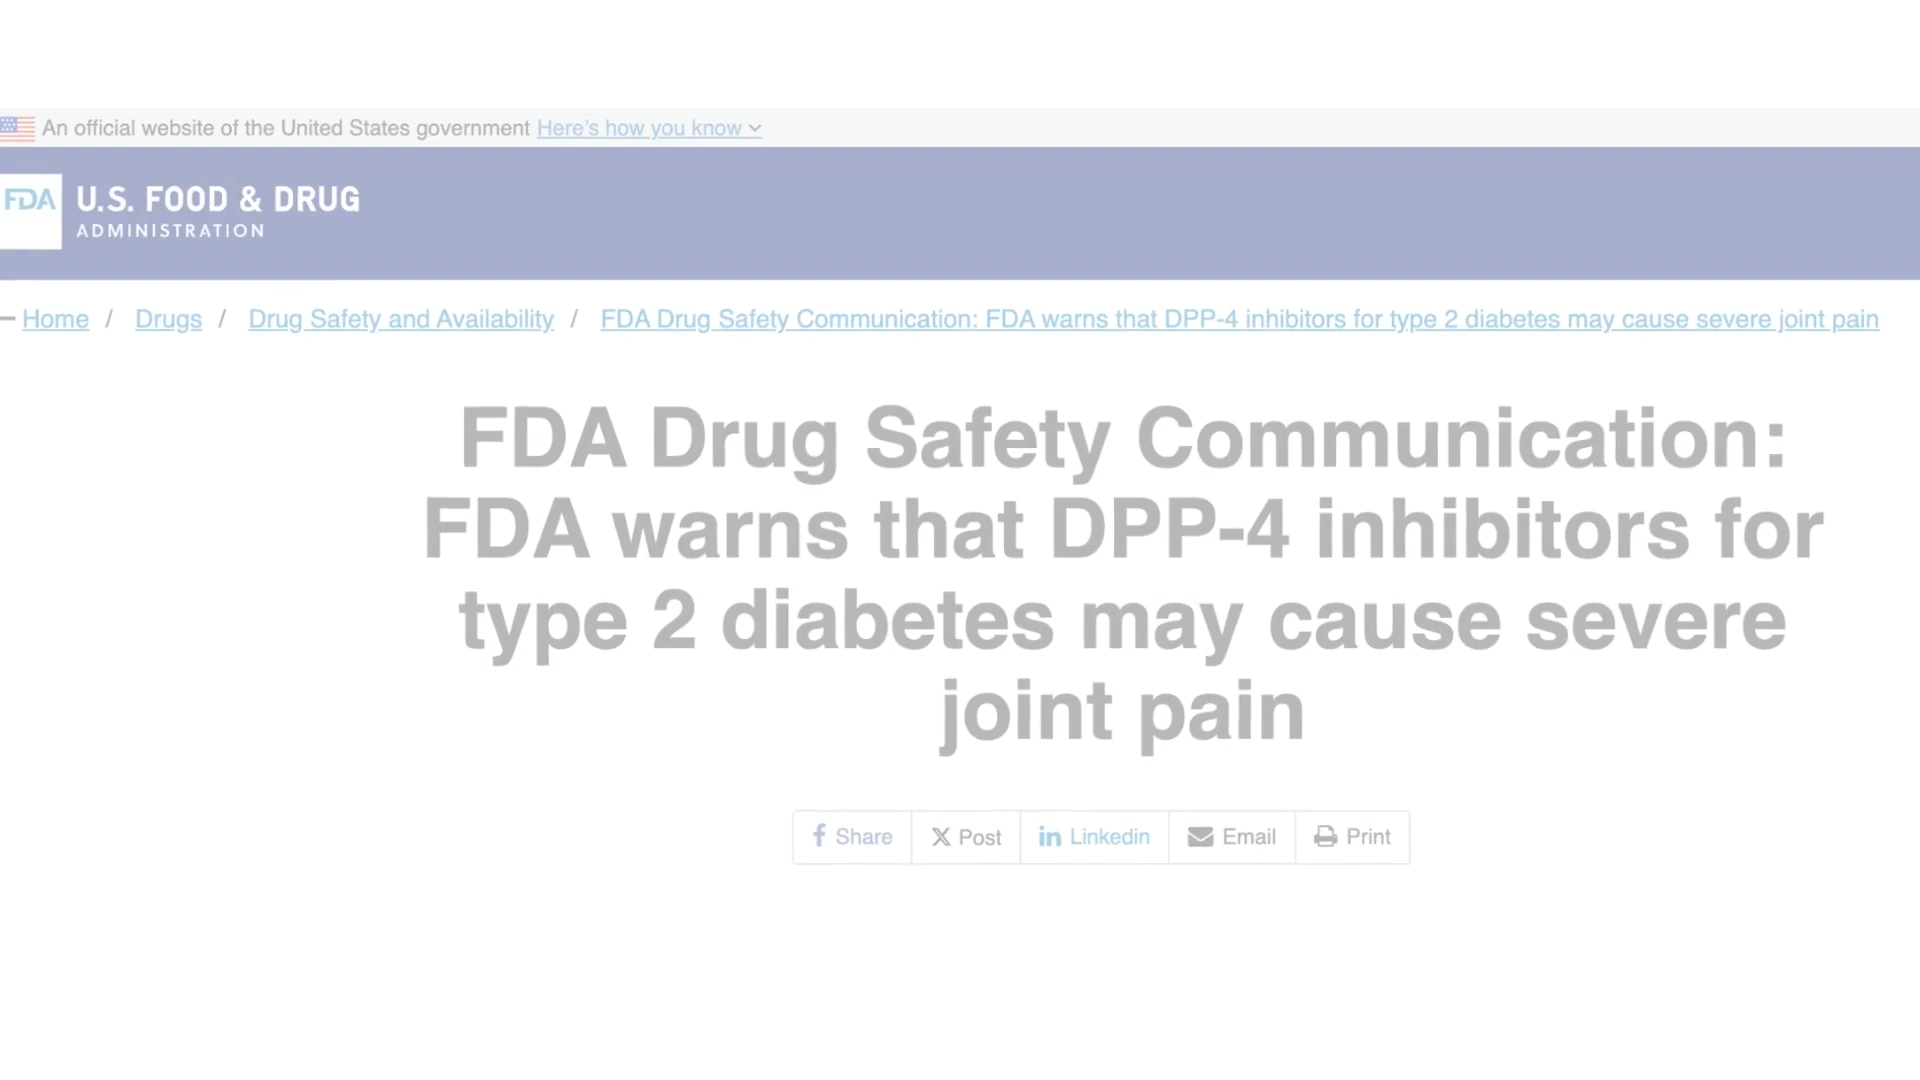 An official website of the United States government Here's how you know
FDA U.S. FOOD & DRUG
ADMINISTRATION
Home / Drugs / Drug Safety and Availability / FDA Drug Safety Communication: FDA warns that DPP-4 inhibitors for type 2 diabetes may cause severe joint pain
FDA Drug Safety Communication:
FDA warns that DPP-4 inhibitors for
type 2 diabetes may cause severe
joint pain
Share Post Linkedin Email Print